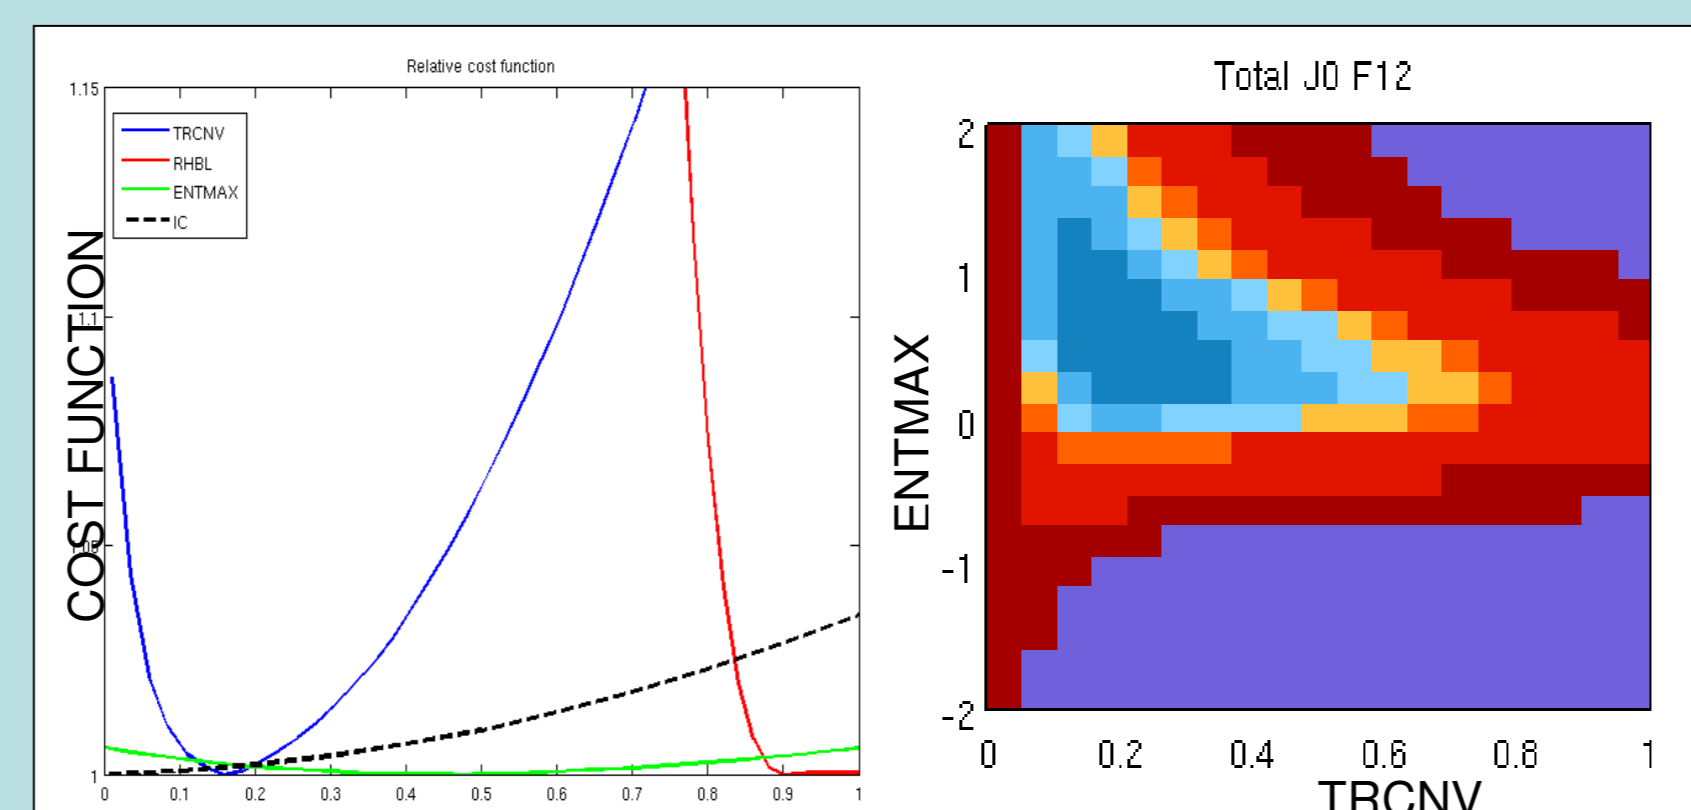 Relative cost function
1.15
1.1
1.05
1
TRCNV
RHBL
ENTMAX
IC
COST FUNCTION
0 0.1 0.2 0.3 0.4 0.5 0.6 0.7 0.8 0.9 1
Total J0 F12
2
1
0
-1
-2
ENTMAX
0 0.2 0.4 0.6 0.8 1
TRCNV